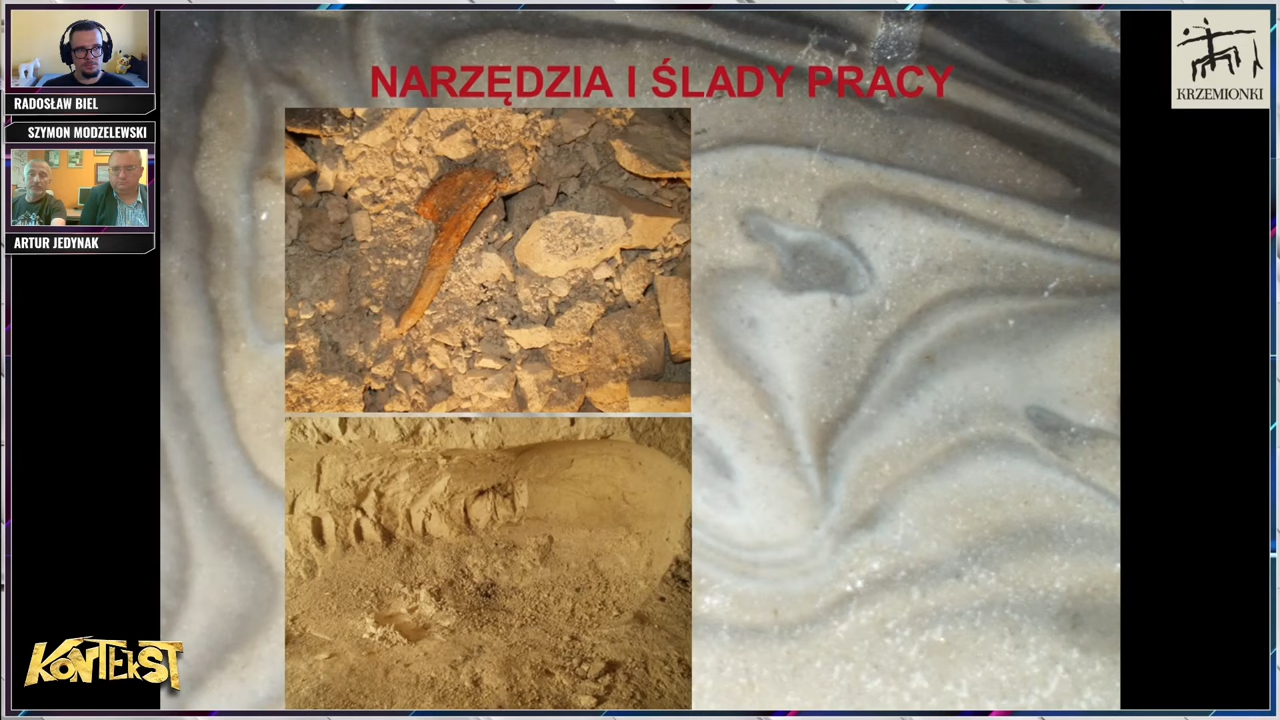 RADOSŁAW BIEL
SZYMON MODZELEWSKI
ARTUR JEDYNAK
NARZĘDZIA I ŚLADY PRACY
KRZEMIONKI
KONTEKST